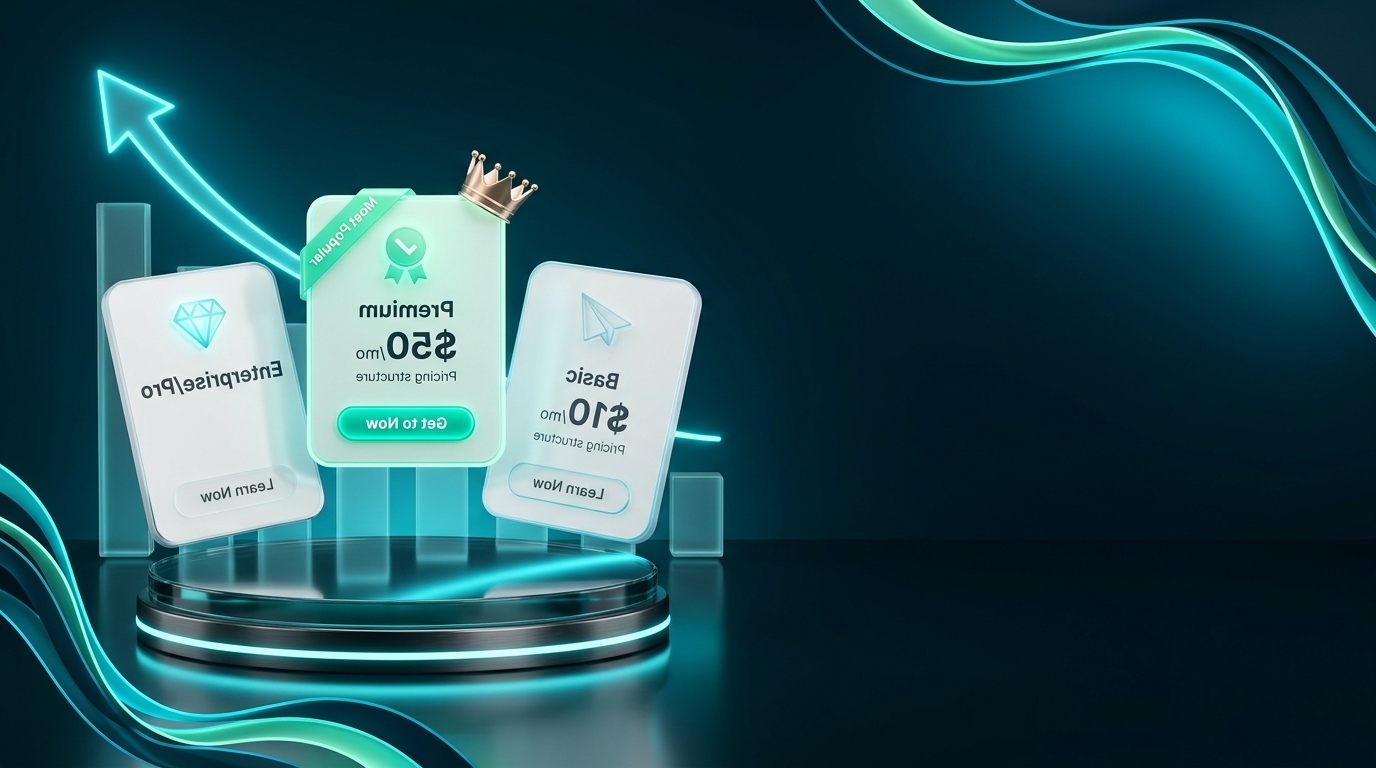 Most Popular
Premium
$50/mo
Pricing structure
Get to Now
Enterprise/Pro
Learn Now
Basic
$10/mo
Pricing structure
Learn Now